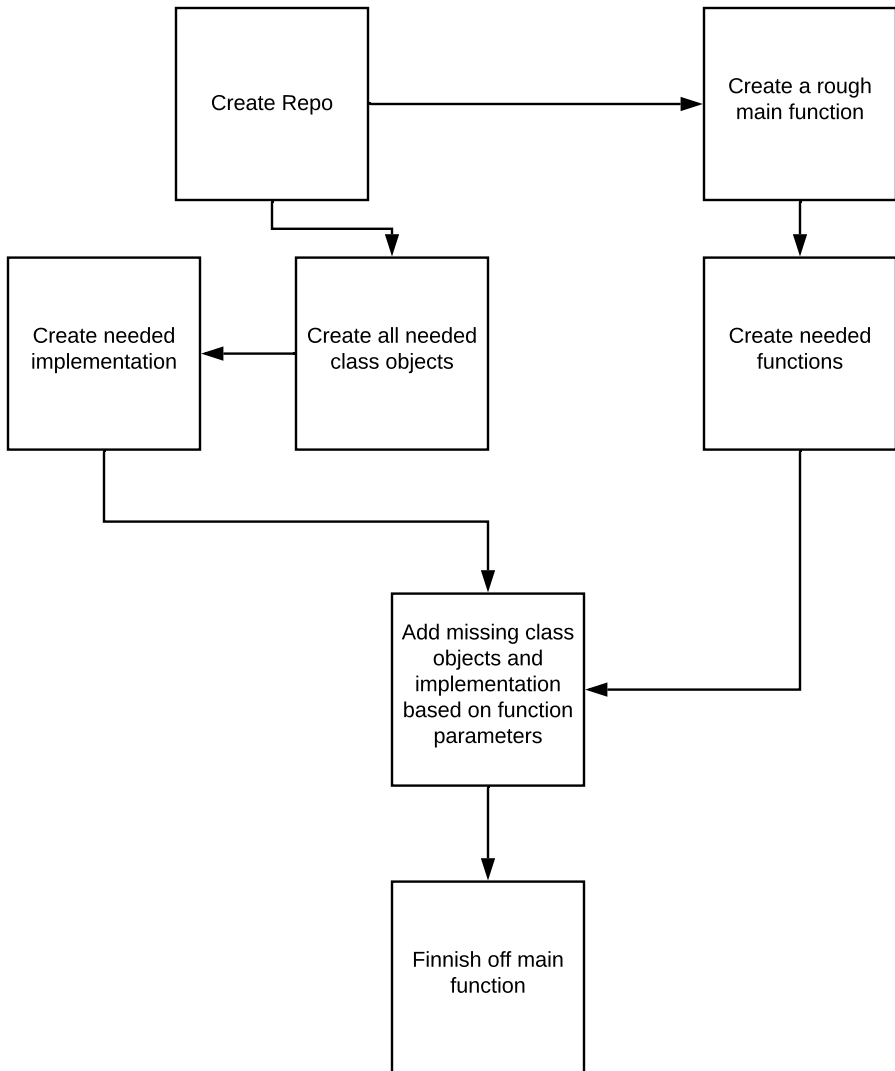 Create Repo
Create a rough
main function
Create needed
implementation
Create all needed
class objects
Create needed
functions
Add missing class
objects and
implementation
based on function
parameters
Finnish off main
function